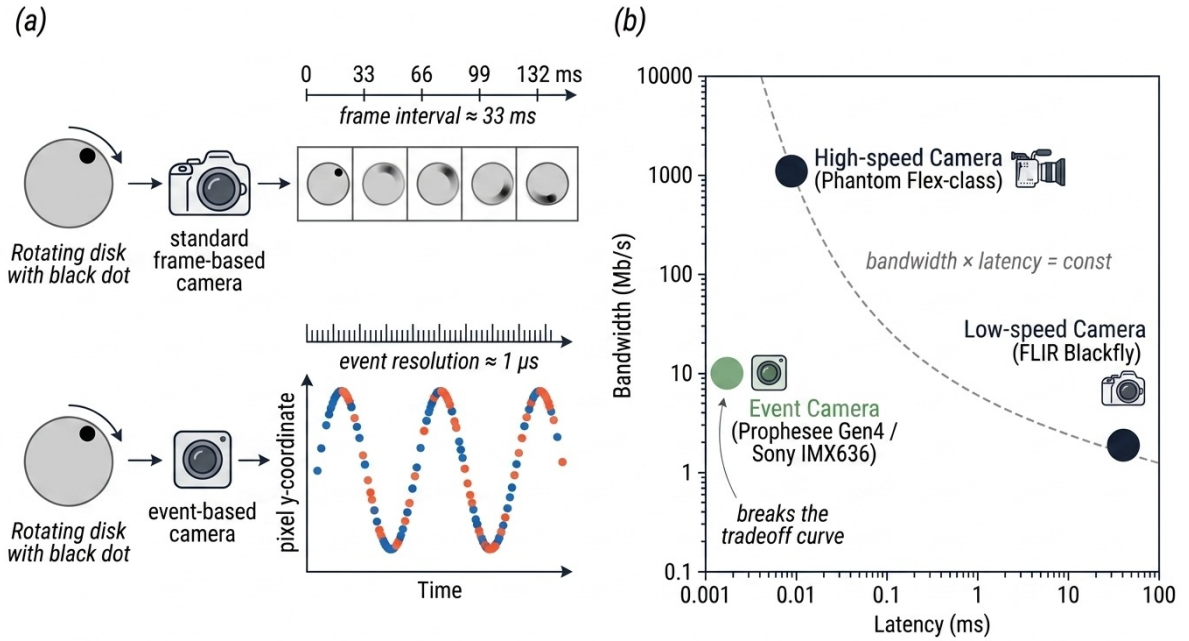 (a)
0 33 66 99 132 ms
frame interval ≈ 33 ms
Rotating disk
with black dot
standard
frame-based
camera
event resolution ≈ 1 μs
pixel y-coordinate
Rotating disk
with black dot
event-based
camera
Time
(b)
Bandwidth (Mb/s)
10000
1000
100
10
1
0.1
High-speed Camera
(Phantom Flex-class)
bandwidth × latency = const
Low-speed Camera
(FLIR Blackfly)
Event Camera
(Prophesee Gen4 /
Sony IMX636)
breaks the
tradeoff curve
0.001 0.01 0.1 1 10 100
Latency (ms)